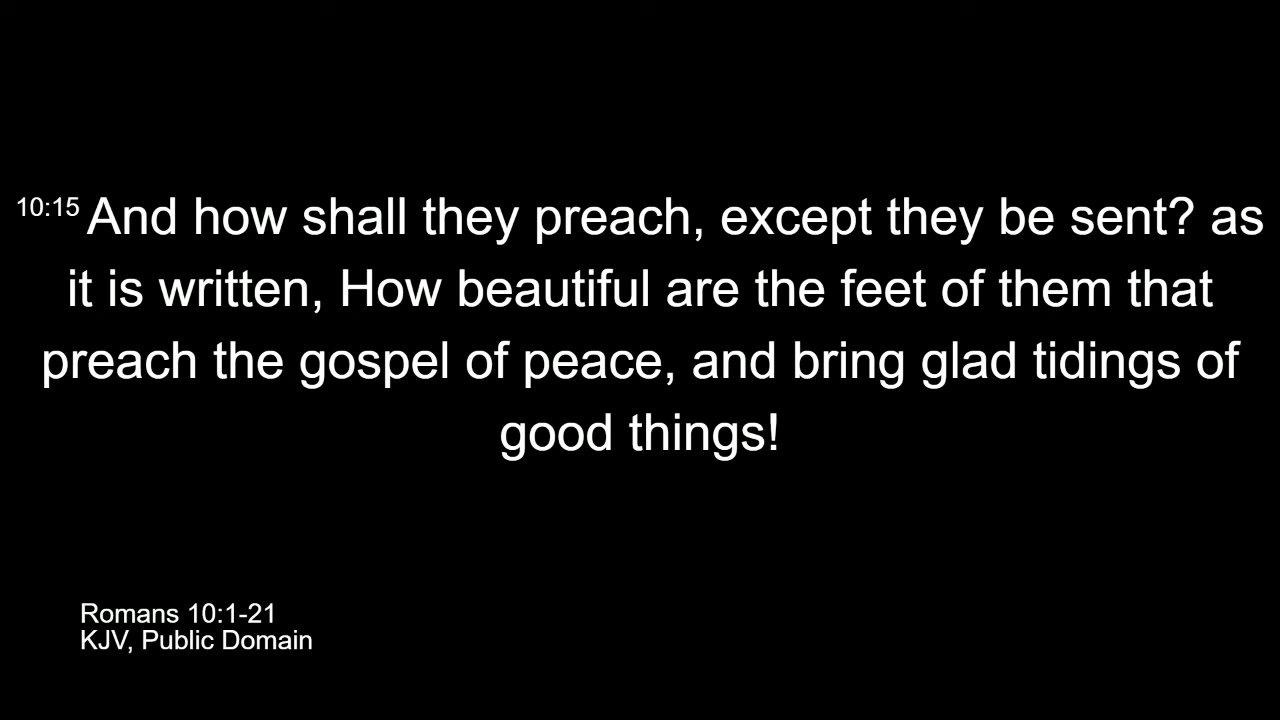 10:15 And how shall they preach, except they be sent? as
it is written, How beautiful are the feet of them that
preach the gospel of peace, and bring glad tidings of
good things!
Romans 10:1-21
KJV, Public Domain